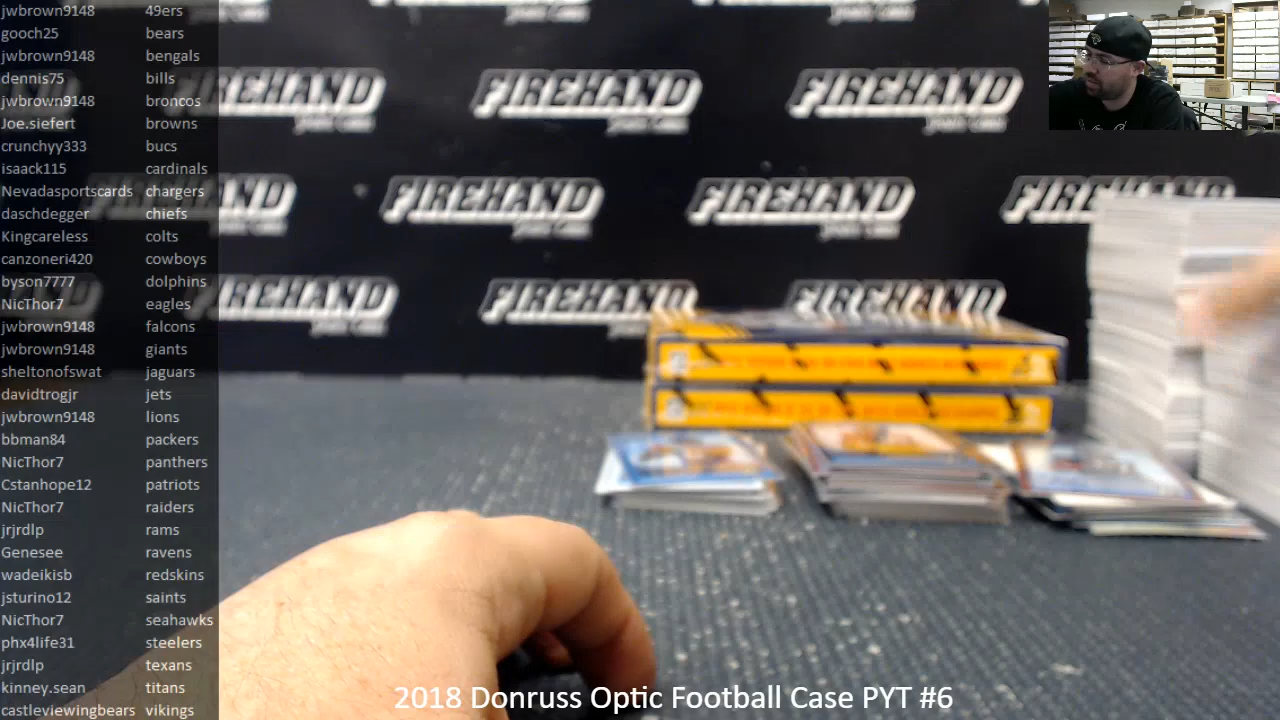 jwbrown9148 49ers
gooch25 bears
jwbrown9148 bengals
dennis75 bills
jwbrown9148 broncos
Joe.siefert browns
crunchyy333 bucs
isaack115 cardinals
Nevadasportscards chargers
daschdegger chiefs
Kingcareless colts
canzoneri420 cowboys
byson7777 dolphins
NicThor7 eagles
jwbrown9148 falcons
jwbrown9148 giants
sheltonofswat jaguars
davidtrogjr jets
jwbrown9148 lions
bbman84 packers
NicThor7 panthers
Cstanhope12 patriots
NicThor7 raiders
jrjrdlp rams
Genesee ravens
wadeikisb redskins
jsturino12 saints
NicThor7 seahawks
phx4life31 steelers
jrjrdlp texans
kinney.sean titans
castleviewingbears vikings
FIREHAND FIREHAND FIREHAND
FIREHAND FIREHAND FIREHAND FIREHAND
FIREHAND FIREHAND FIREHAND
2018 Donruss Optic Football Case PYT #6